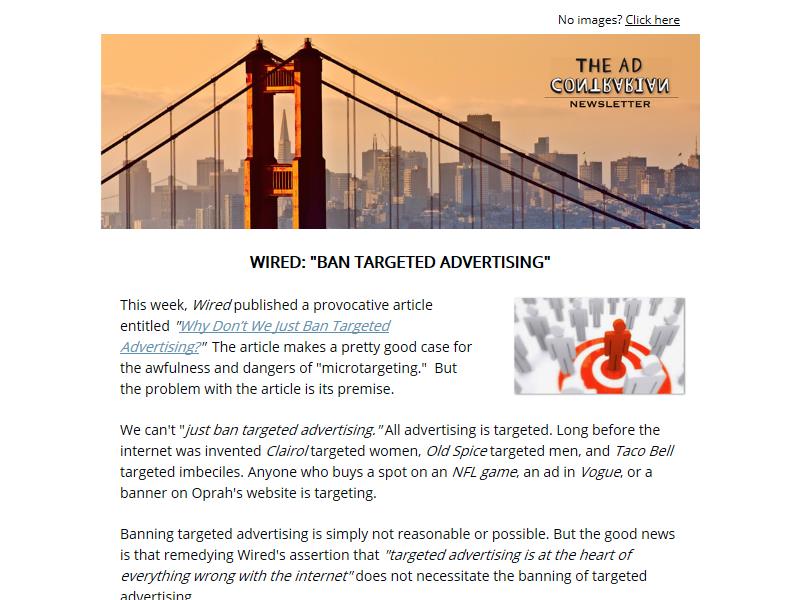 No images? Click here
THE AD
CONTRARIAN
NEWSLETTER
WIRED: "BAN TARGETED ADVERTISING"
This week, Wired published a provocative article
entitled "Why Don't We Just Ban Targeted
Advertising?" The article makes a pretty good case for
the awfulness and dangers of "microtargeting." But
the problem with the article is its premise.
We can't "just ban targeted advertising." All advertising is targeted. Long before the
internet was invented Clairol targeted women, Old Spice targeted men, and Taco Bell
targeted imbeciles. Anyone who buys a spot on an NFL game, an ad in Vogue, or a
banner on Oprah's website is targeting.
Banning targeted advertising is simply not reasonable or possible. But the good news
is that remedying Wired's assertion that "targeted advertising is at the heart of
everything wrong with the internet" does not necessitate the banning of targeted
advertising